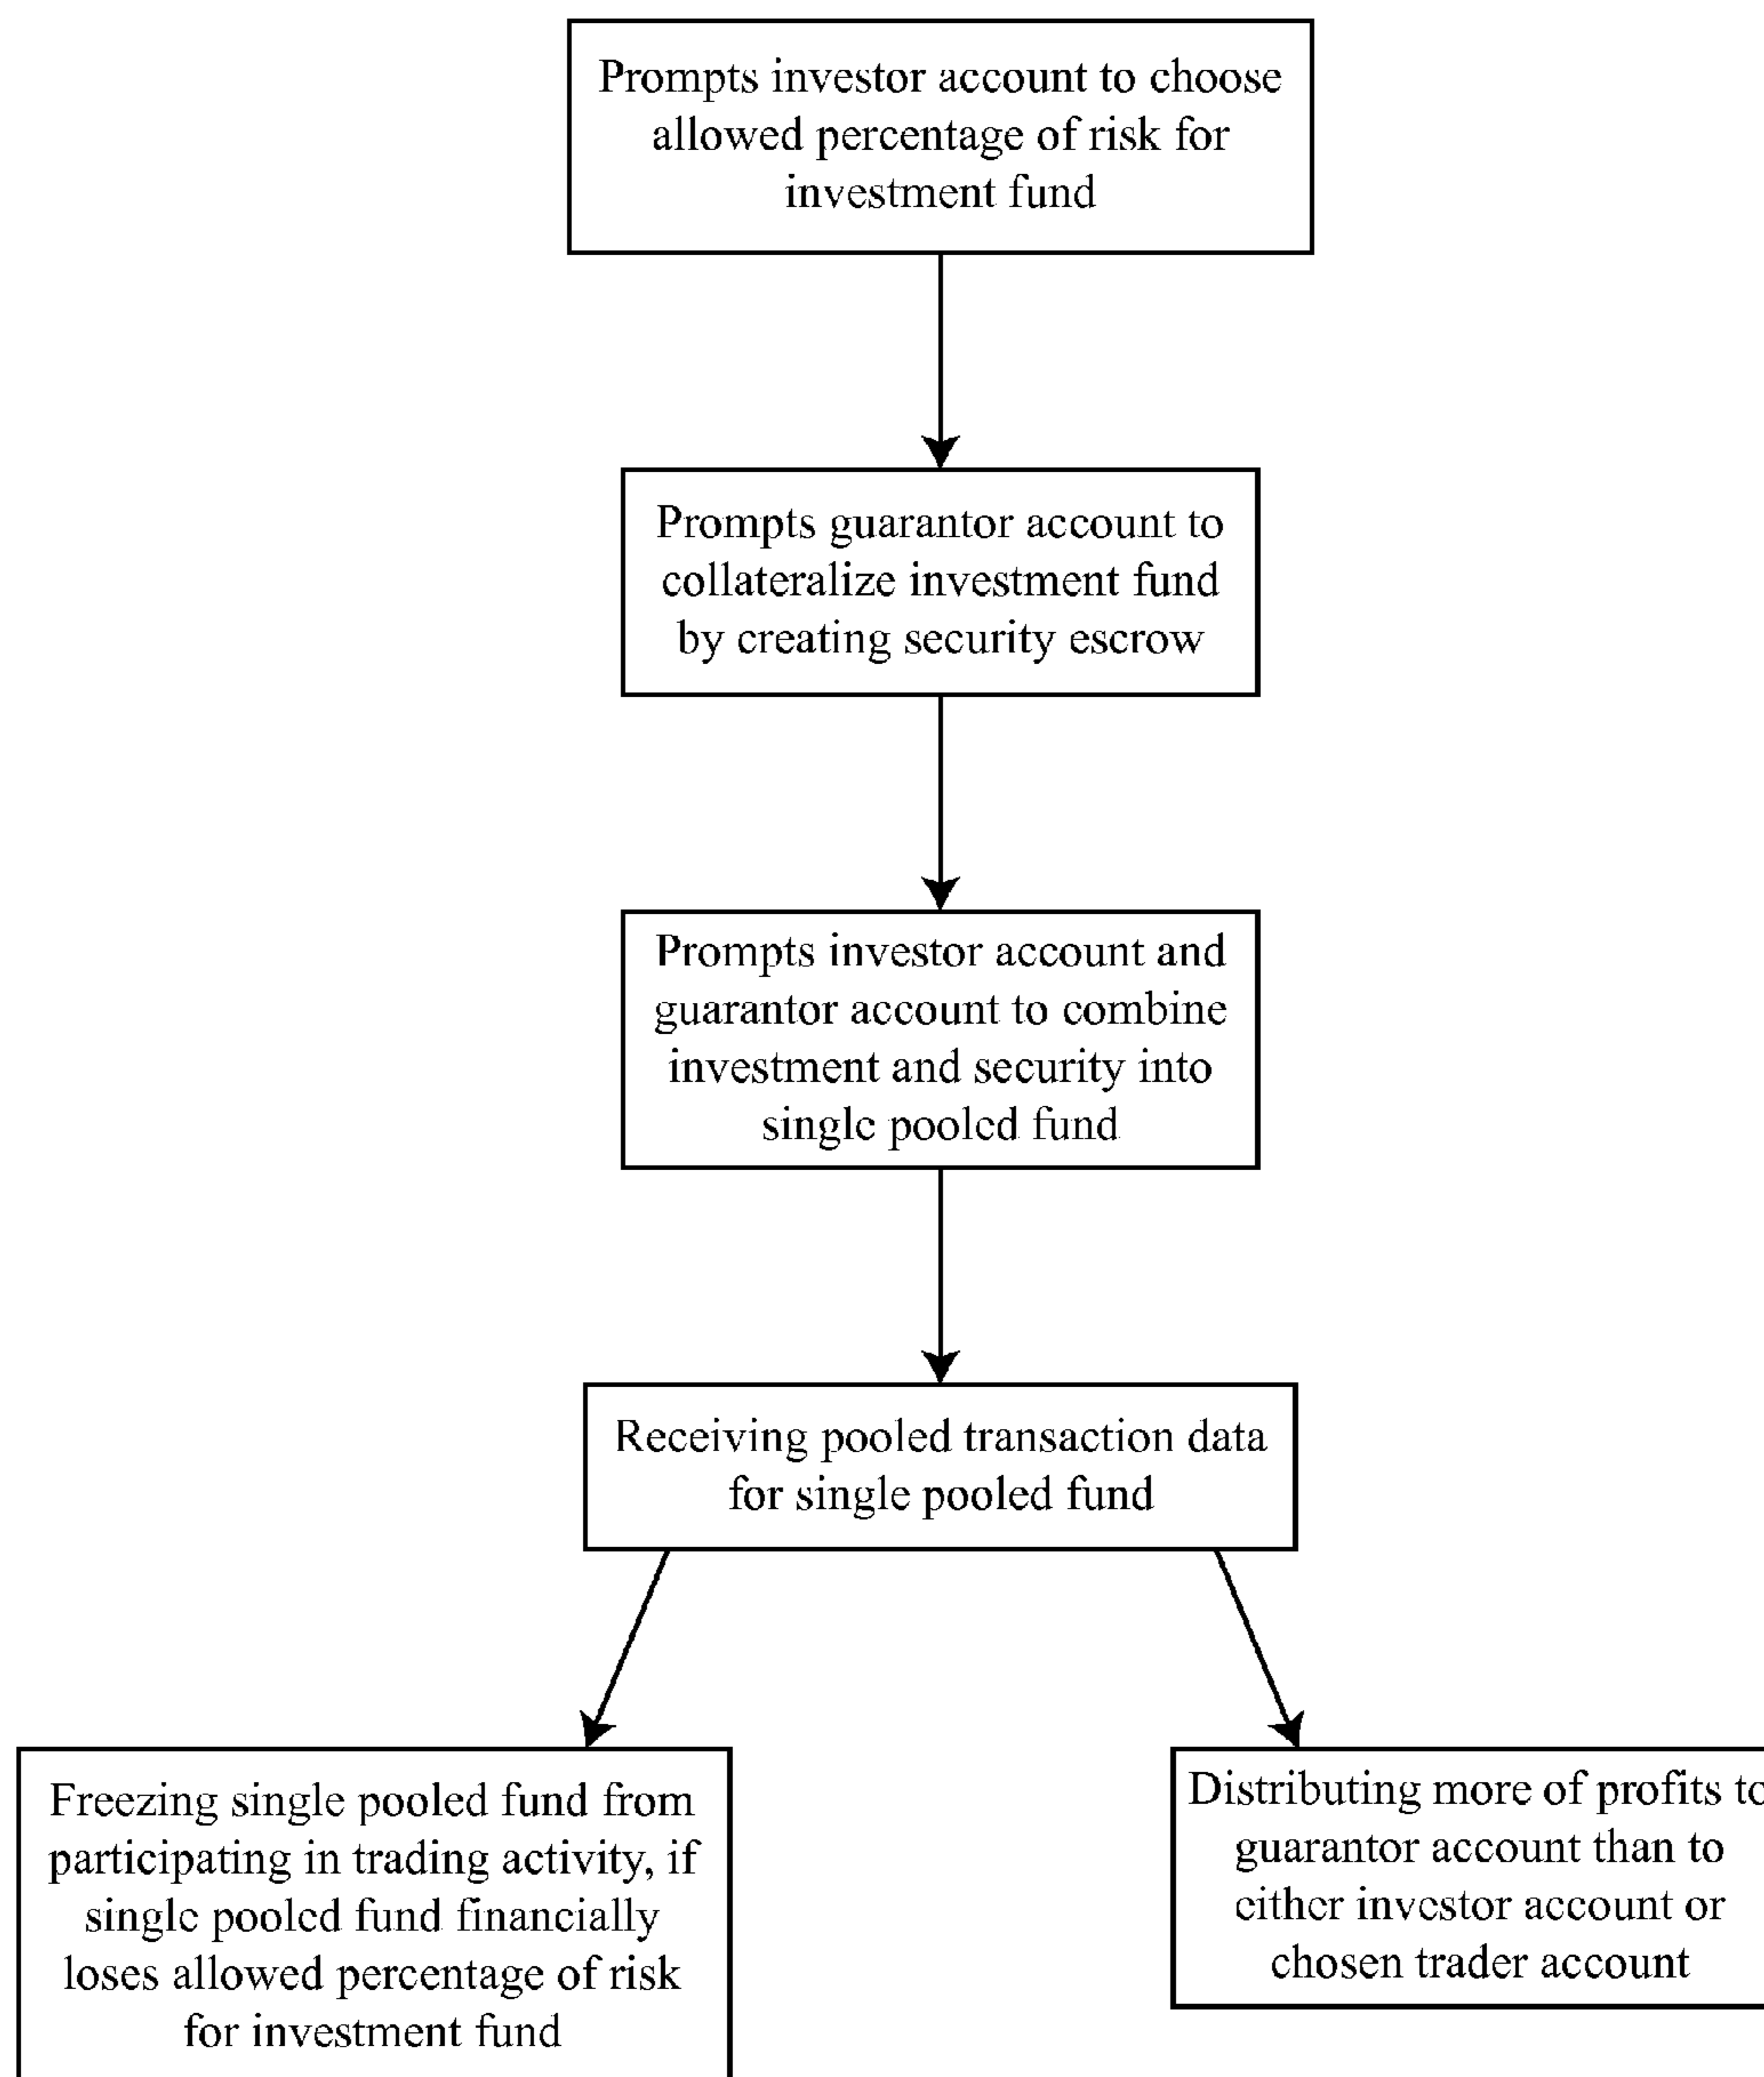 Prompts investor account to choose
allowed percentage of risk for
investment fund
Prompts guarantor account to
collateralize investment fund
by creating security escrow
Prompts investor account and
guarantor account to combine
investment and security into
single pooled fund
Receiving pooled transaction data
for single pooled fund
Freezing single pooled fund from
participating in trading activity, if
single pooled fund financially
loses allowed percentage of risk
for investment fund
Distributing more of profits to
guarantor account than to
either investor account or
chosen trader account